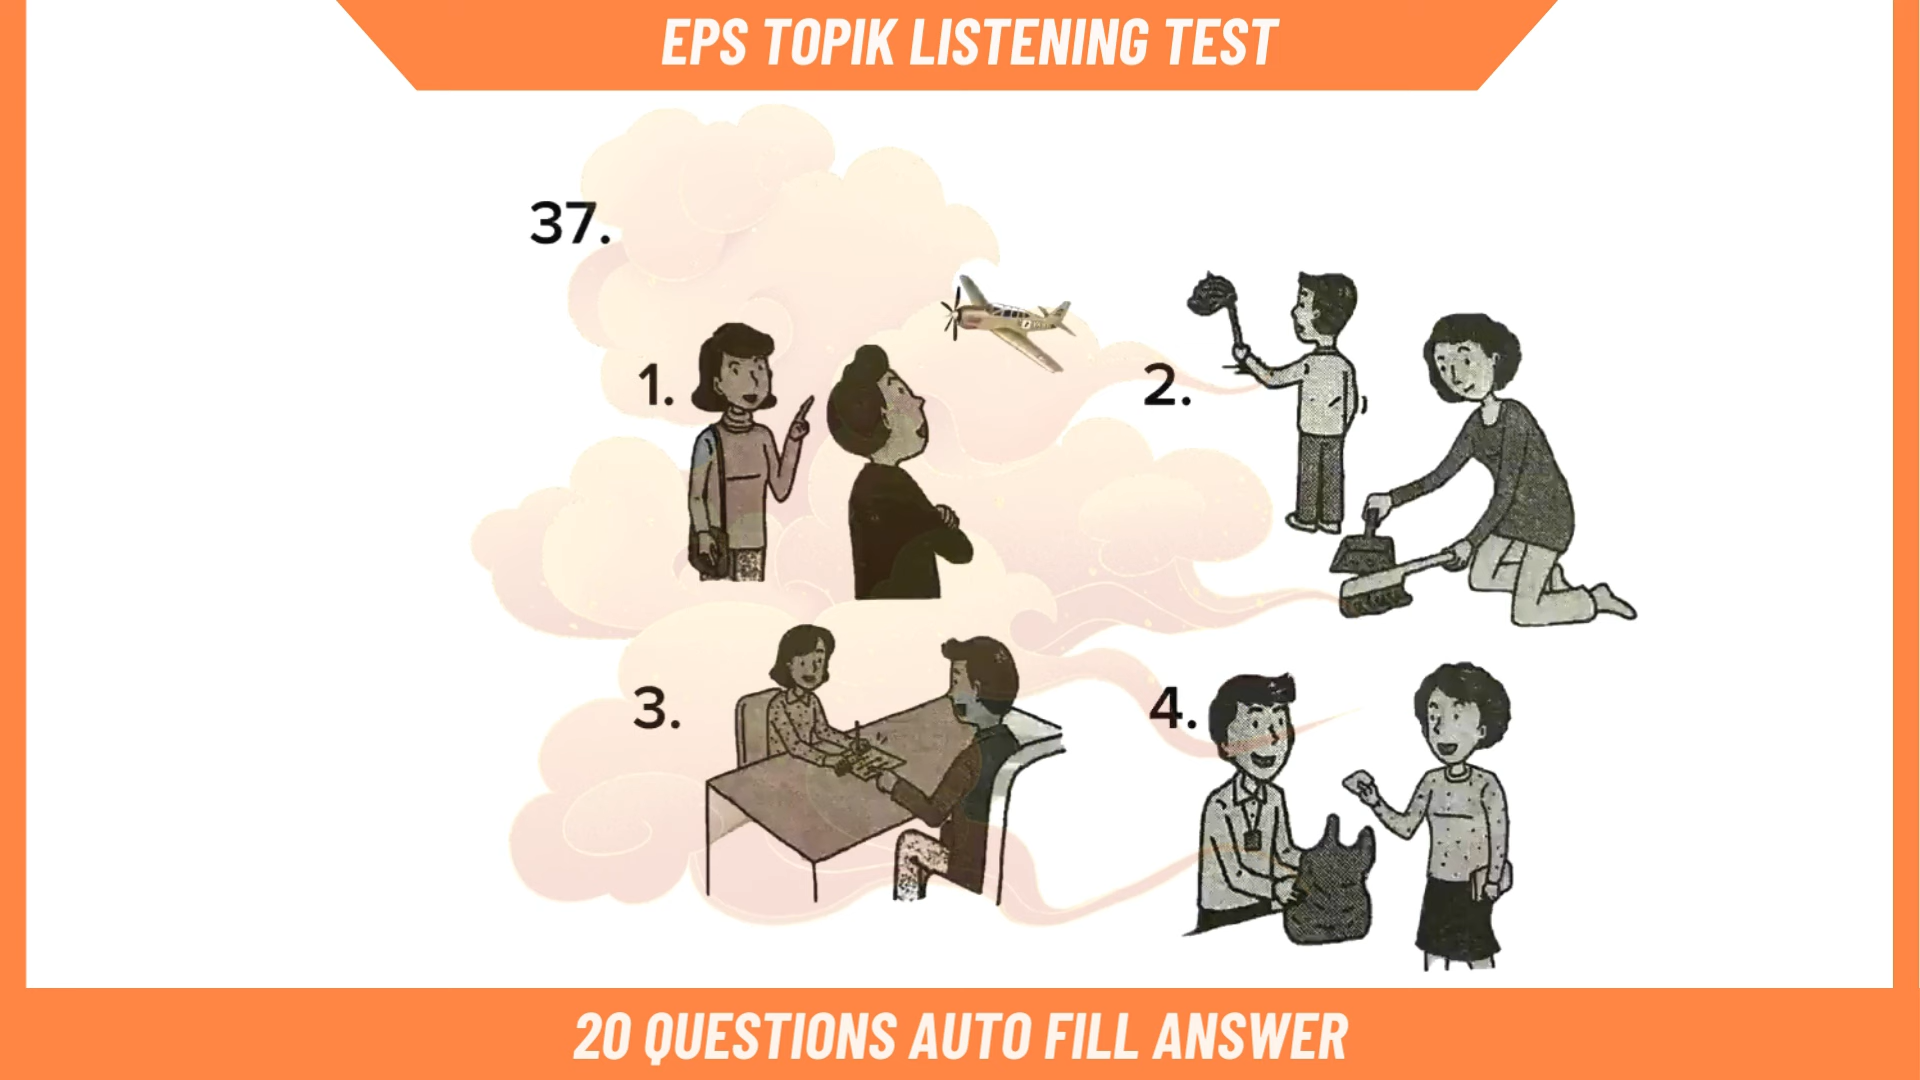 EPS TOPIK LISTENING TEST
37.
1.
2.
3.
4.
20 QUESTIONS AUTO FILL ANSWER